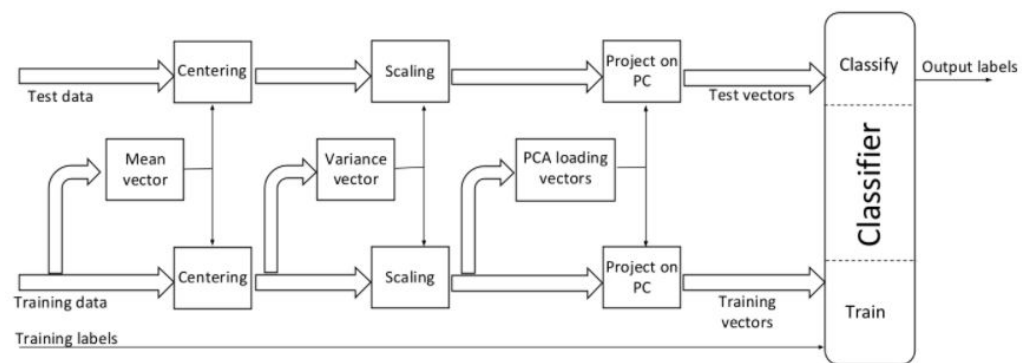 Test data
Centering
Scaling
Project on
PC
Test vectors
Classify
Output labels
Mean
vector
Variance
vector
PCA loading
vectors
Classifier
Training data
Centering
Scaling
Project on
PC
Training
vectors
Train
Training labels